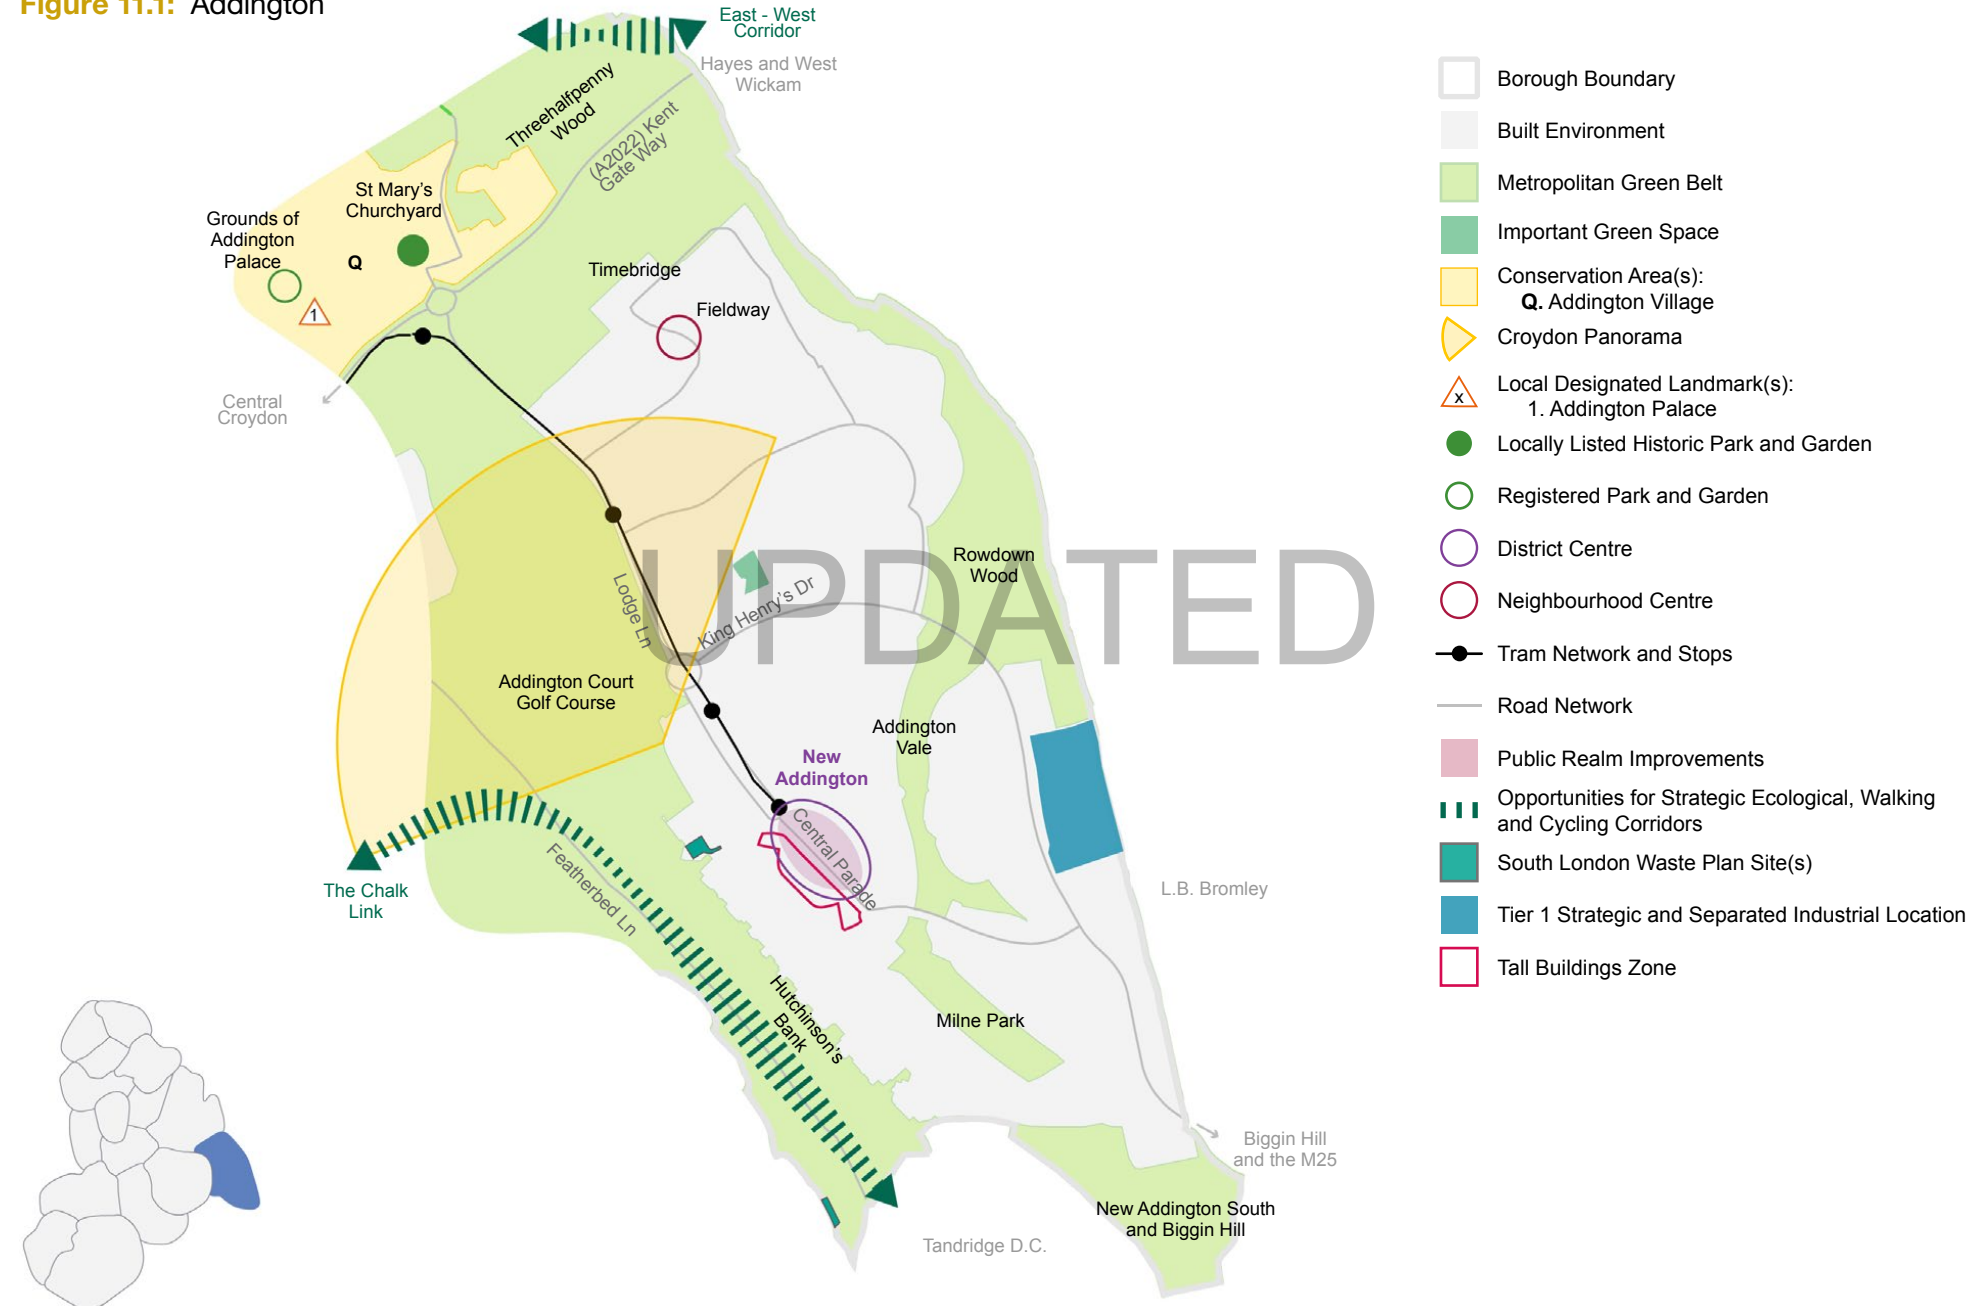 Figure 11.1: Addington
East - West
Corridor
Hayes and West
Wickam
Threehalfpenny
Wood
(A2022) Kent
Gate Way
St Mary's
Churchyard
Grounds of
Addington
Palace
Q
1
Timebridge
Fieldway
Central
Croydon
Rowdown
Wood
UPDATED
Lodge Ln
King Henry's Dr
Addington Court
Golf Course
Addington
Vale
New
Addington
Central Parade
The Chalk
Link
Featherbed Ln
L.B. Bromley
Hutchinson's
Bank
Milne Park
Biggin Hill
and the M25
New Addington South
and Biggin Hill
Tandridge D.C.
Borough Boundary
Built Environment
Metropolitan Green Belt
Important Green Space
Conservation Area(s):
Q. Addington Village
Croydon Panorama
x
Local Designated Landmark(s):
1. Addington Palace
Locally Listed Historic Park and Garden
Registered Park and Garden
District Centre
Neighbourhood Centre
Tram Network and Stops
Road Network
Public Realm Improvements
Opportunities for Strategic Ecological, Walking
and Cycling Corridors
South London Waste Plan Site(s)
Tier 1 Strategic and Separated Industrial Location
Tall Buildings Zone